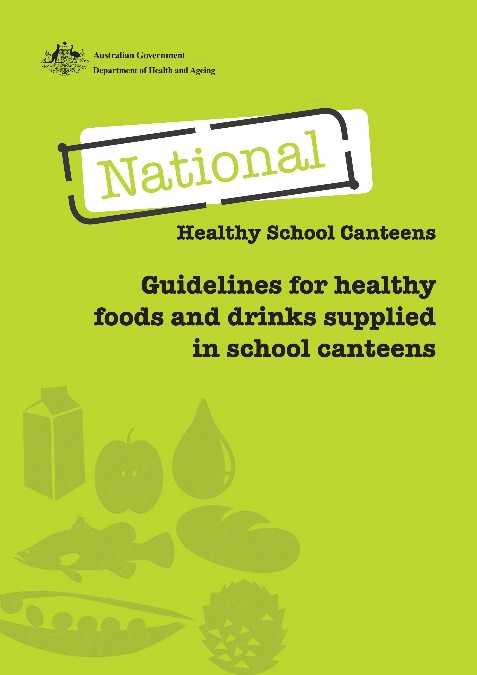 Australian Government
Department of Health and Ageing
National
Healthy School Canteens
Guidelines for healthy
foods and drinks supplied
in school canteens